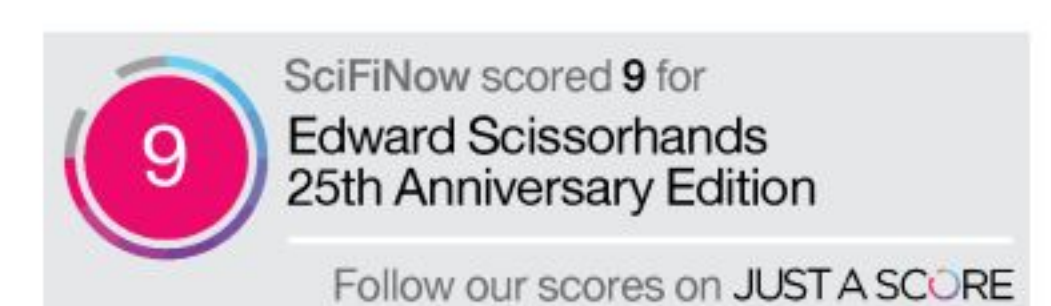 9
SciFiNow scored 9 for
Edward Scissorhands
25th Anniversary Edition
Follow our scores on JUST A SCORE